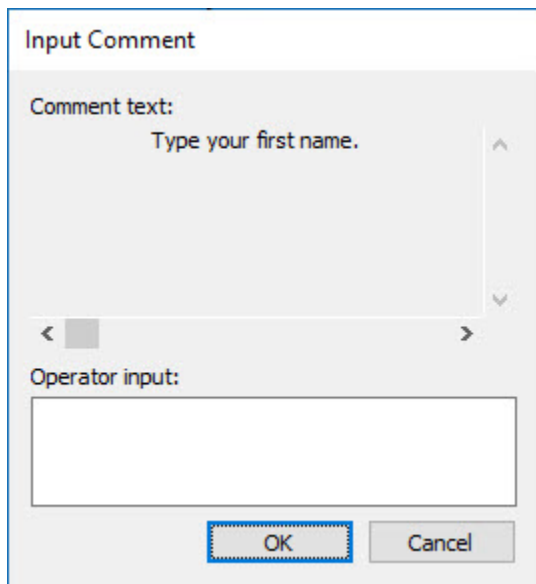 Input Comment
Comment text:
Type your first name.
Operator input:
OK Cancel